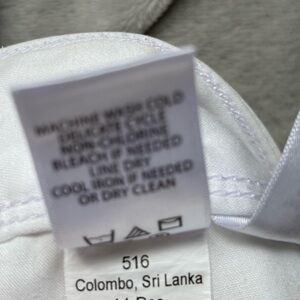 MACHINE WASH COLD
DELICATE CYCLE
NON-CHLORINE
BLEACH IF NEEDED
LINE DRY
COOL IRON IF NEEDED
OR DRY CLEAN
516
Colombo, Sri Lanka